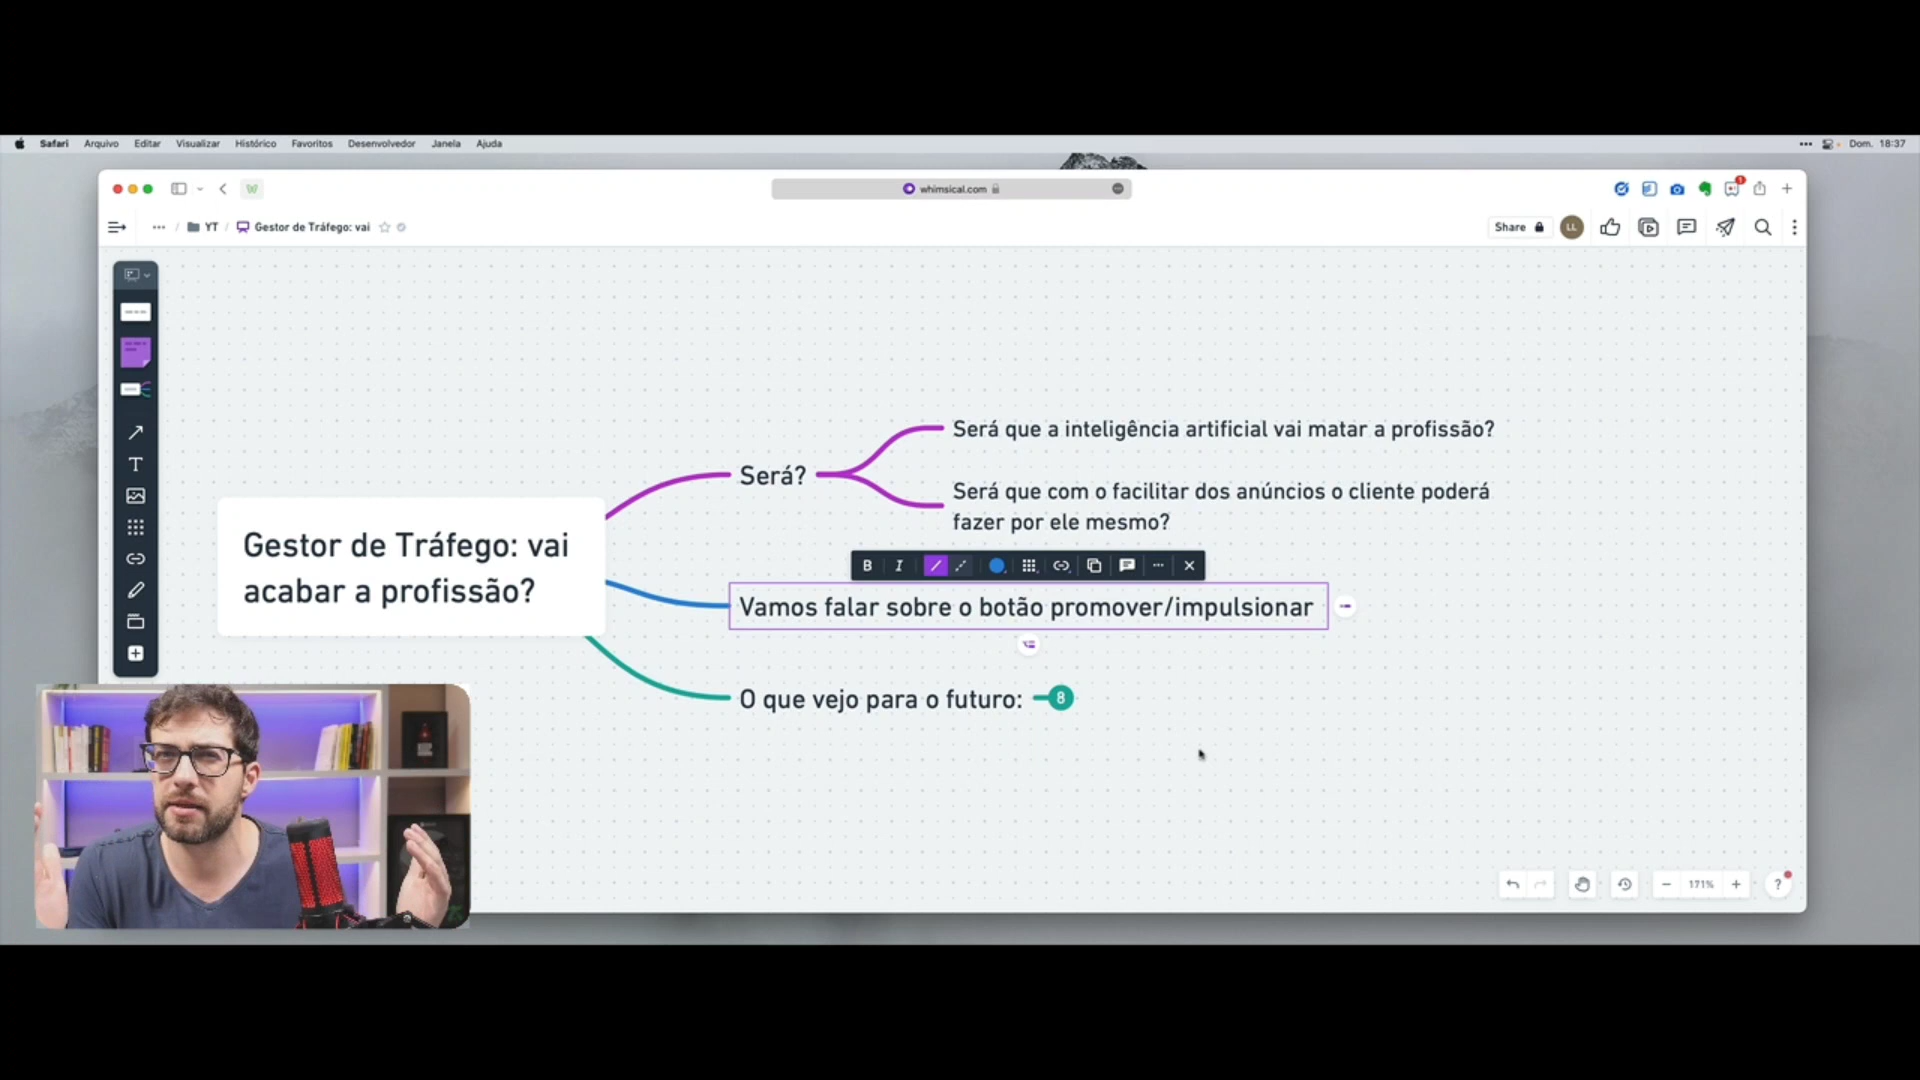 Safari Arquivo Editar Visualizar Histórico Favoritos Desenvolvedor Janela Ajuda
Dom. 18:37
whimsical.com
1
... / YT / Gestor de Tráfego: vai
Share
LL
Será que a inteligência artificial vai matar a profissão?
Será?
Será que com o facilitar dos anúncios o cliente poderá
fazer por ele mesmo?
Gestor de Tráfego: vai
acabar a profissão?
B I
Vamos falar sobre o botão promover/impulsionar
O que vejo para o futuro: 8
171%
?